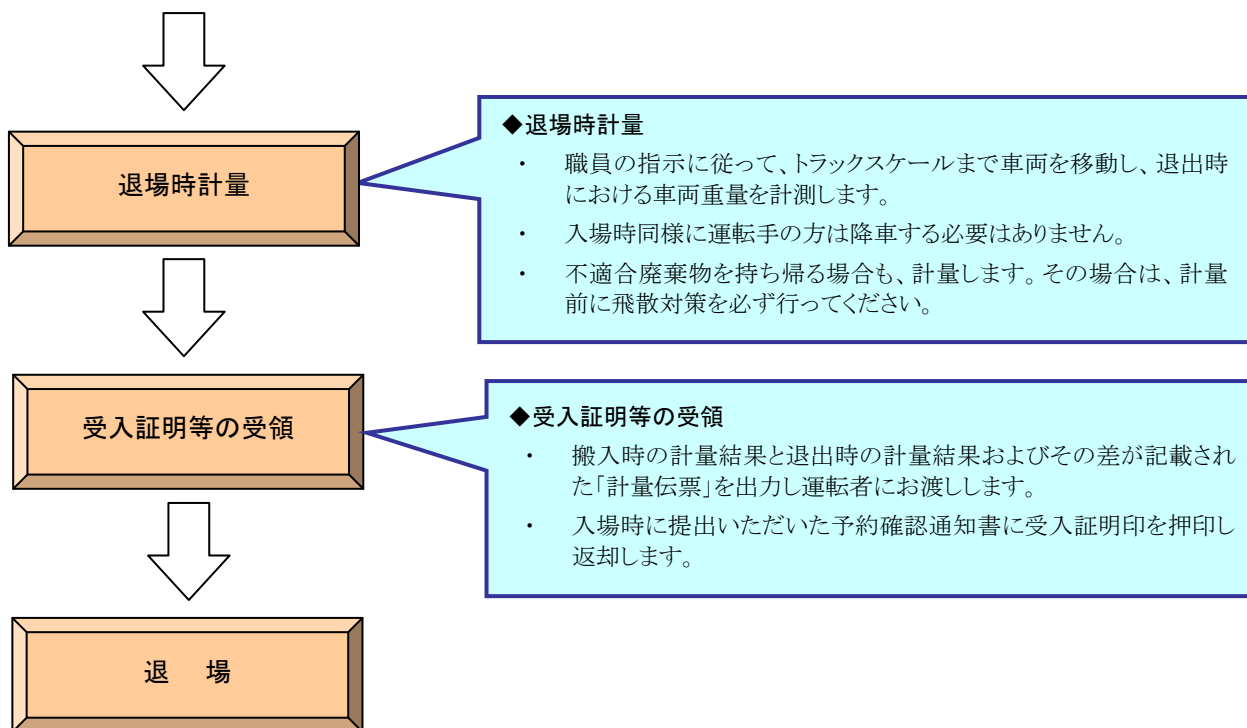 退場時計量
◆退場時計量
・ 職員の指示に従って、トラックスケールまで車両を移動し、退出時
における車両重量を計測します。
・ 入場時同様に運転手の方は降車する必要はありません。
・ 不適合廃棄物を持ち帰る場合も、計量します。その場合は、計量
前に飛散対策を必ず行ってください。
受入証明等の受領
◆受入証明等の受領
・ 搬入時の計量結果と退出時の計量結果およびその差が記載され
た「計量伝票」を出力し運転者にお渡しします。
・ 入場時に提出いただいた予約確認通知書に受入証明印を押印し
返却します。
退 場